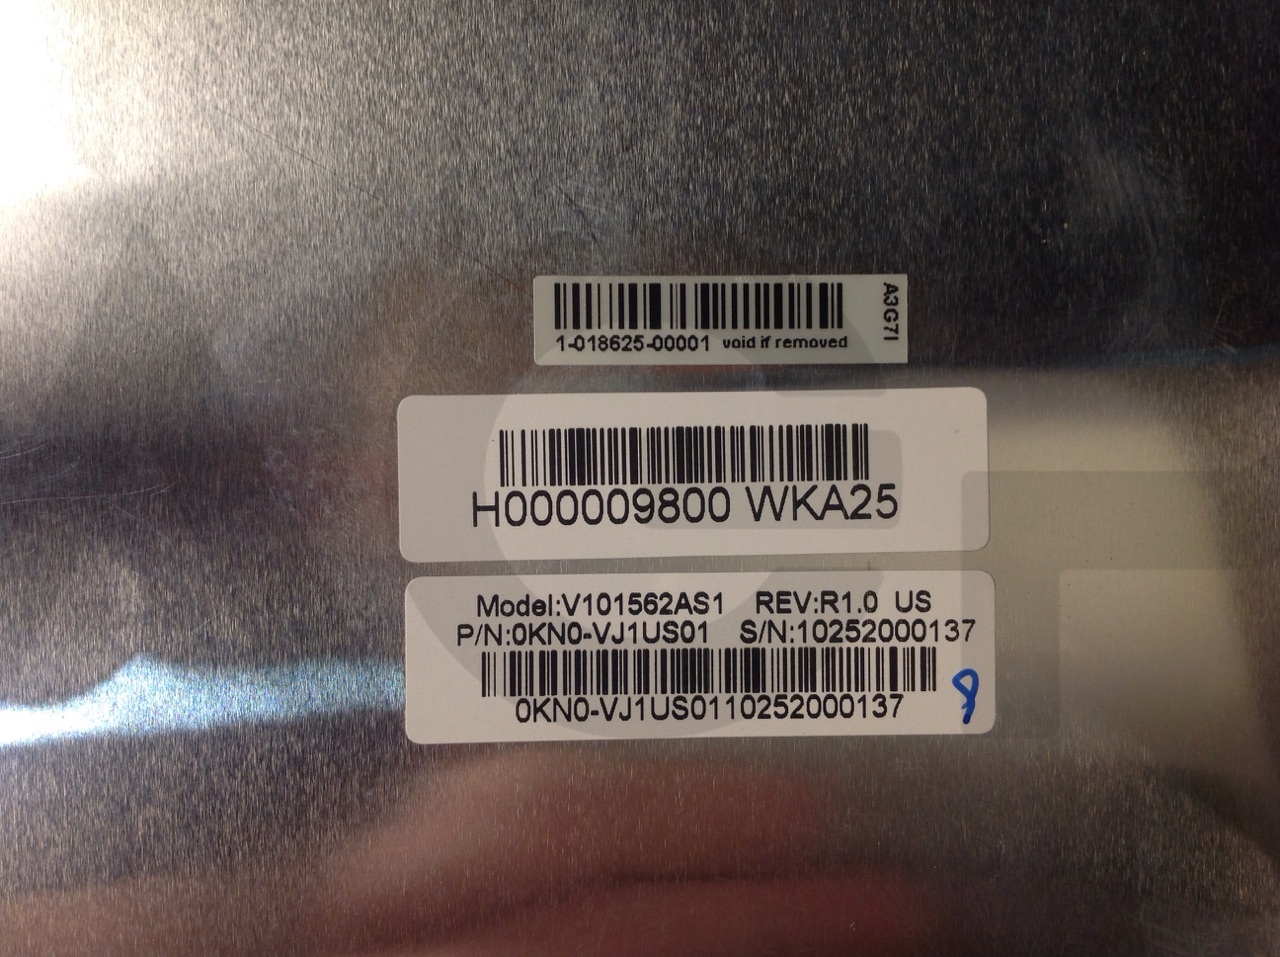 1-018625-00001 void if removed
A3G7I
H000009800 WKA25
Model:V101562AS1 REV:R1.0 US
P/N:0KN0-VJ1US01 S/N:10252000137
0KN0-VJ1US0110252000137
8